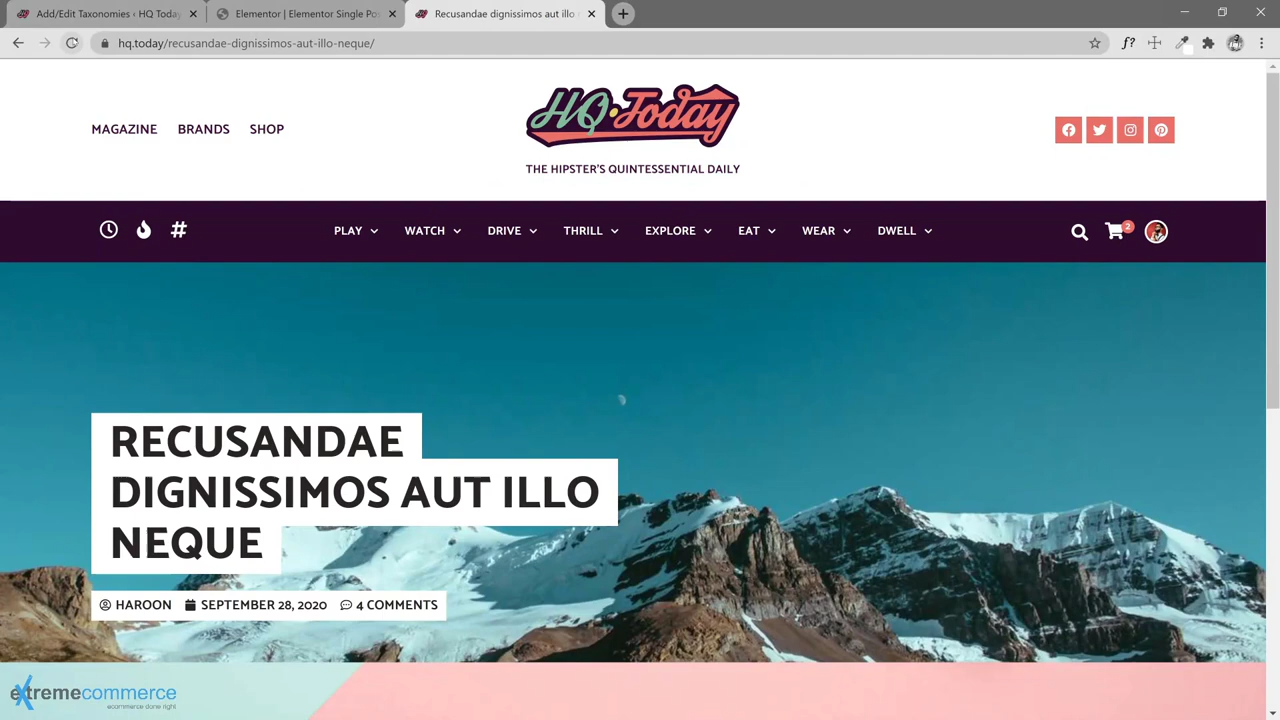 Add/Edit Taxonomies ‹ HQ Today
Elementor | Elementor Single Po
Recusandae dignissimos aut illo
hq.today/recusandae-dignissimos-aut-illo-neque/
f?
MAGAZINE BRANDS SHOP
HQ Today
THE HIPSTER'S QUINTESSENTIAL DAILY
# PLAY WATCH DRIVE THRILL EXPLORE EAT WEAR DWELL 2
RECUSANDAE
DIGNISSIMOS AUT ILLO
NEQUE
HAROON SEPTEMBER 28, 2020 4 COMMENTS
extremecommerce
ecommerce done right